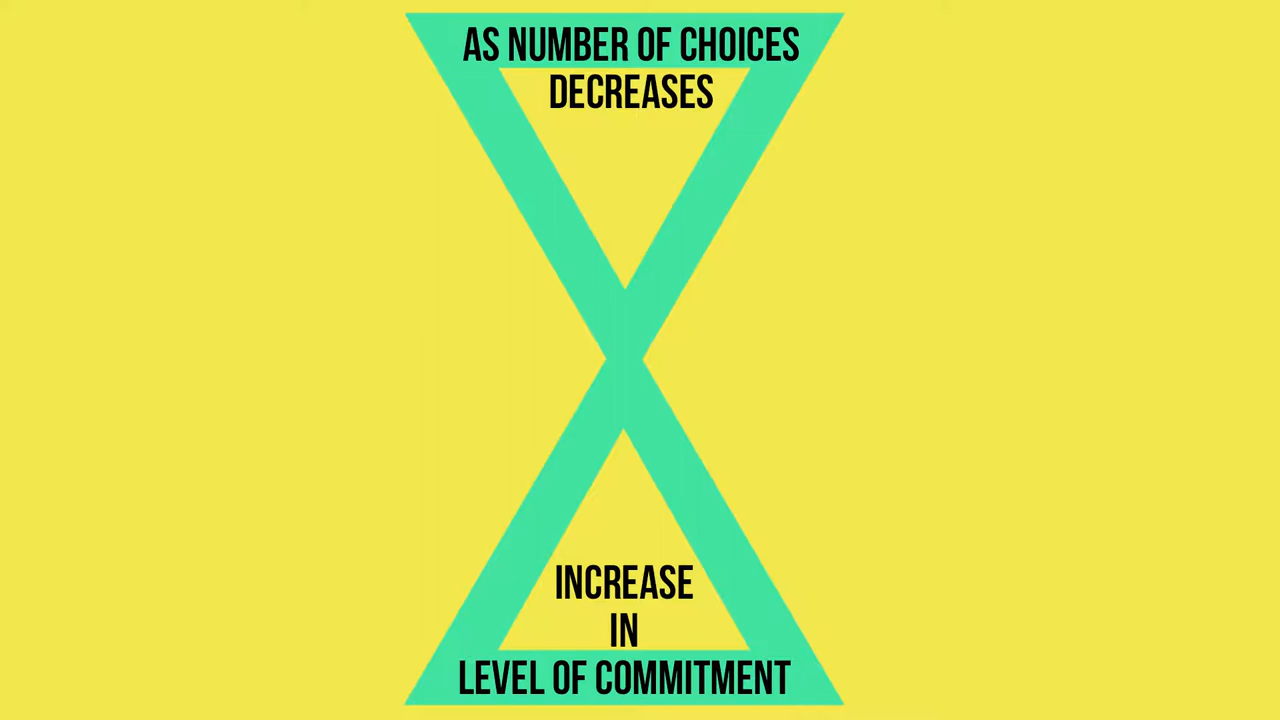 AS NUMBER OF CHOICES
DECREASES
INCREASE
IN
LEVEL OF COMMITMENT